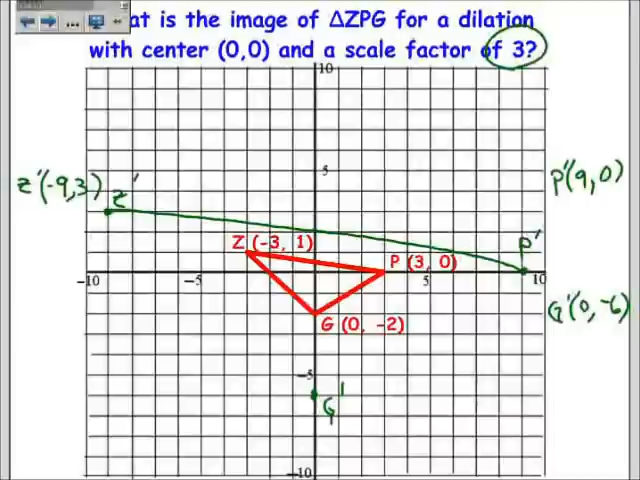 at is the image of ΔZPG for a dilation
with center (0,0) and a scale factor of 3?
10
5
Z'(-9,3)
Z'
P'(9, 0)
Z (-3, 1)
P'
P (3, 0)
-10
-5
5
10
G'(0, -6)
G (0, -2)
-5
G'
-10